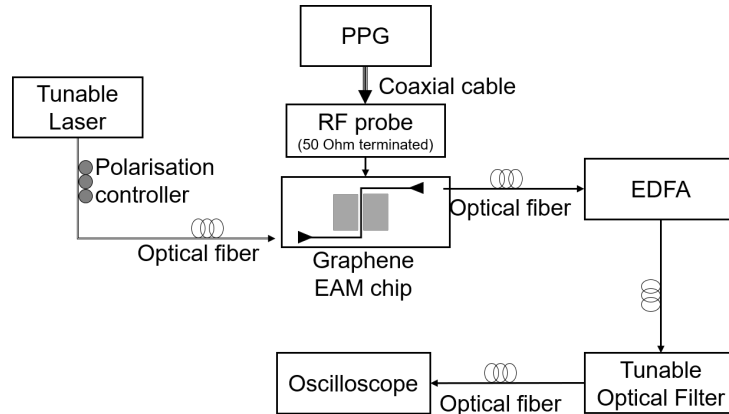 PPG
Coaxial cable
Tunable
Laser
RF probe
(50 Ohm terminated)
Polarisation
controller
Optical fiber
Graphene
EAM chip
Optical fiber
EDFA
Tunable
Optical Filter
Optical fiber
Oscilloscope